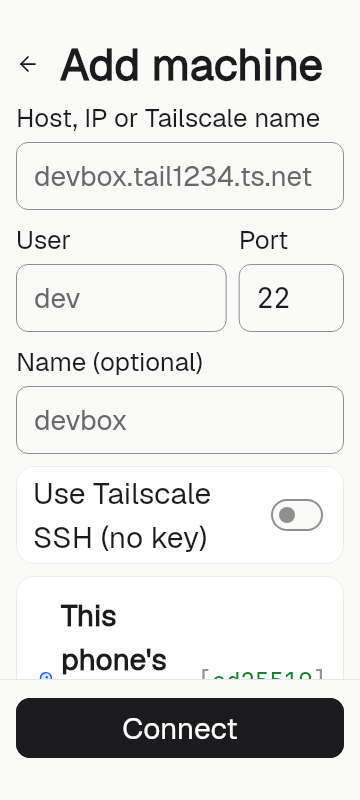 ← Add machine
Host, IP or Tailscale name
devbox.tail1234.ts.net
User Port
dev 22
Name (optional)
devbox
Use Tailscale
SSH (no key)
This
phone's
[ed25519]
Connect